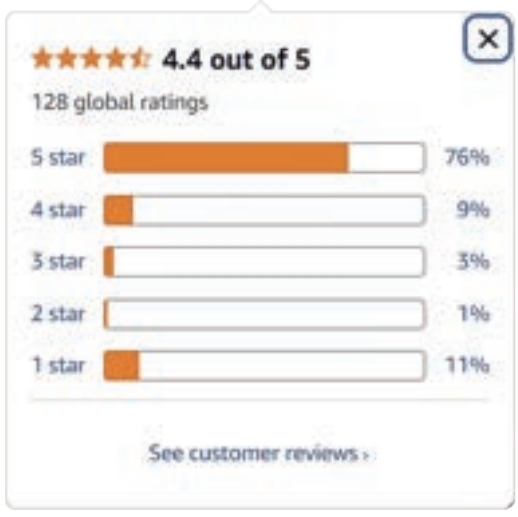 4.4 out of 5
128 global ratings
5 star 76%
4 star 9%
3 star 3%
2 star 1%
1 star 11%
See customer reviews ›